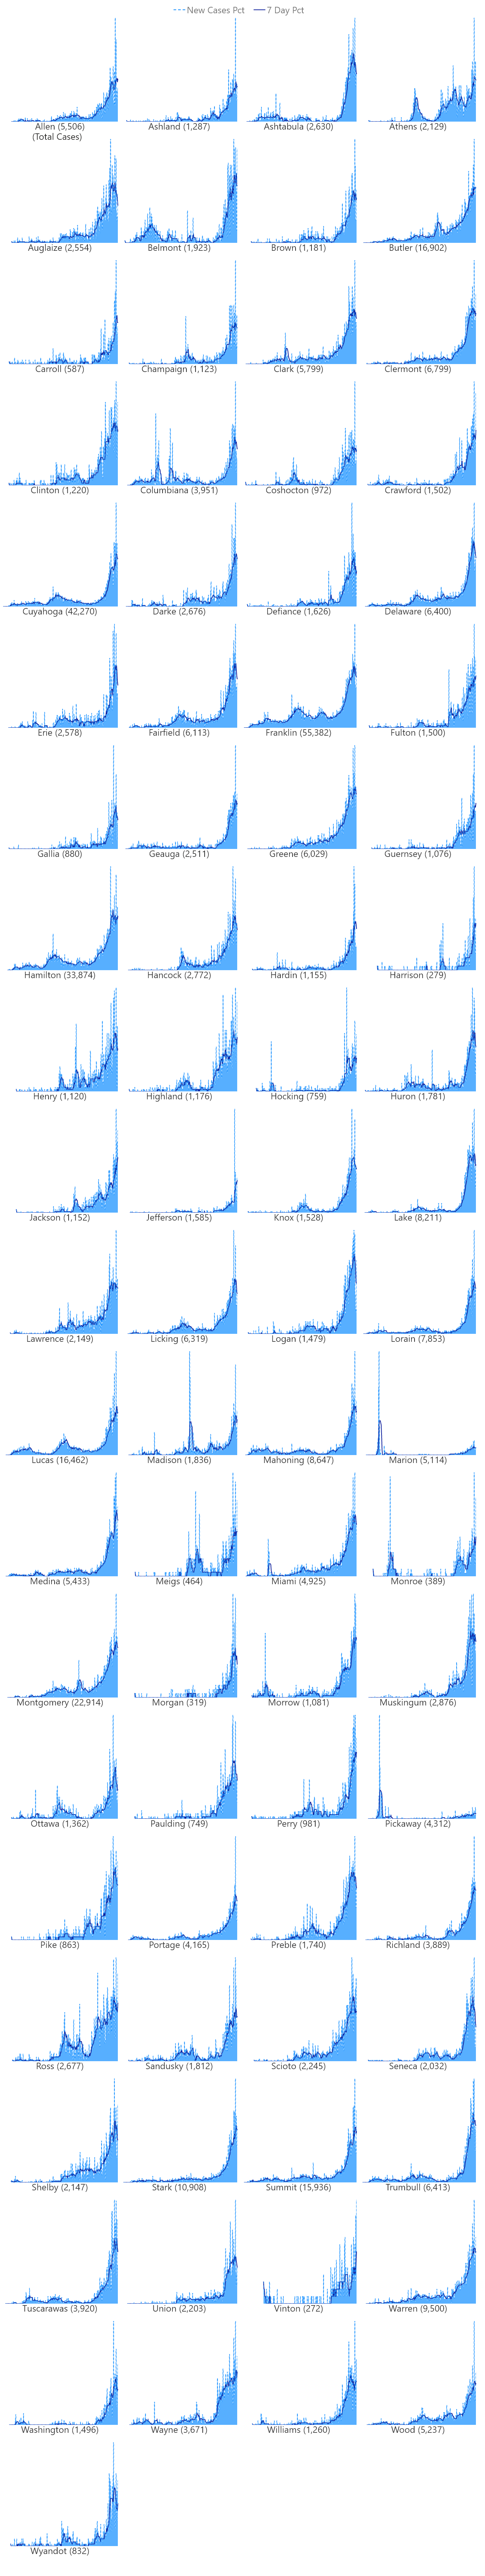 New Cases Pct 7 Day Pct
Allen (5,506) Ashland (1,287) Ashtabula (2,630) Athens (2,129)
(Total Cases)
Auglaize (2,554) Belmont (1,923) Brown (1,181) Butler (16,902)
Carroll (587) Champaign (1,123) Clark (5,799) Clermont (6,799)
Clinton (1,220) Columbiana (3,951) Coshocton (972) Crawford (1,502)
Cuyahoga (42,270) Darke (2,676) Defiance (1,626) Delaware (6,400)
Erie (2,578) Fairfield (6,113) Franklin (55,382) Fulton (1,500)
Gallia (880) Geauga (2,511) Greene (6,029) Guernsey (1,076)
Hamilton (33,874) Hancock (2,772) Hardin (1,155) Harrison (279)
Henry (1,120) Highland (1,176) Hocking (759) Huron (1,781)
Jackson (1,152) Jefferson (1,585) Knox (1,528) Lake (8,211)
Lawrence (2,149) Licking (6,319) Logan (1,479) Lorain (7,853)
Lucas (16,462) Madison (1,836) Mahoning (8,647) Marion (5,114)
Medina (5,433) Meigs (464) Miami (4,925) Monroe (389)
Montgomery (22,914) Morgan (319) Morrow (1,081) Muskingum (2,876)
Ottawa (1,362) Paulding (749) Perry (981) Pickaway (4,312)
Pike (863) Portage (4,165) Preble (1,740) Richland (3,889)
Ross (2,677) Sandusky (1,812) Scioto (2,245) Seneca (2,032)
Shelby (2,147) Stark (10,908) Summit (15,936) Trumbull (6,413)
Tuscarawas (3,920) Union (2,203) Vinton (272) Warren (9,500)
Washington (1,496) Wayne (3,671) Williams (1,260) Wood (5,237)
Wyandot (832)